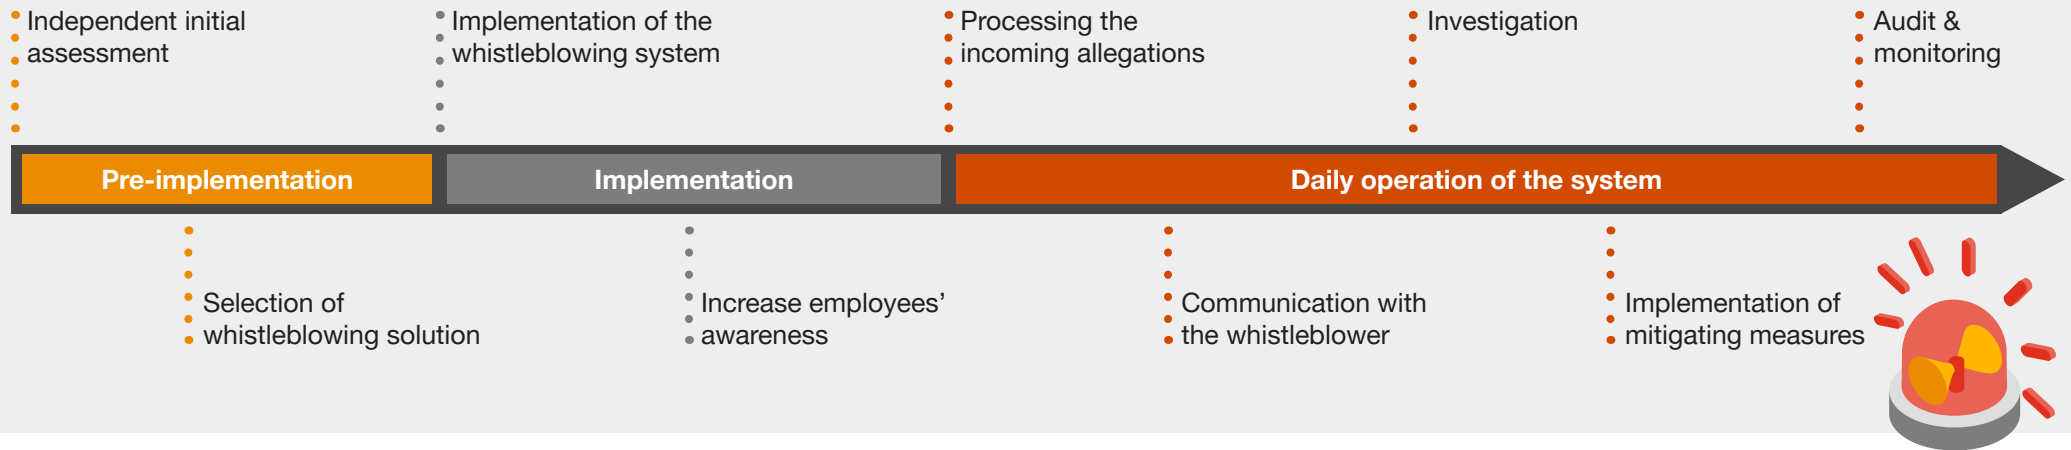 Independent initial
assessment
Implementation of the
whistleblowing system
Processing the
incoming allegations
Investigation
Audit &
monitoring
Pre-implementation
Implementation
Daily operation of the system
Selection of
whistleblowing solution
Increase employees’
awareness
Communication with
the whistleblower
Implementation of
mitigating measures